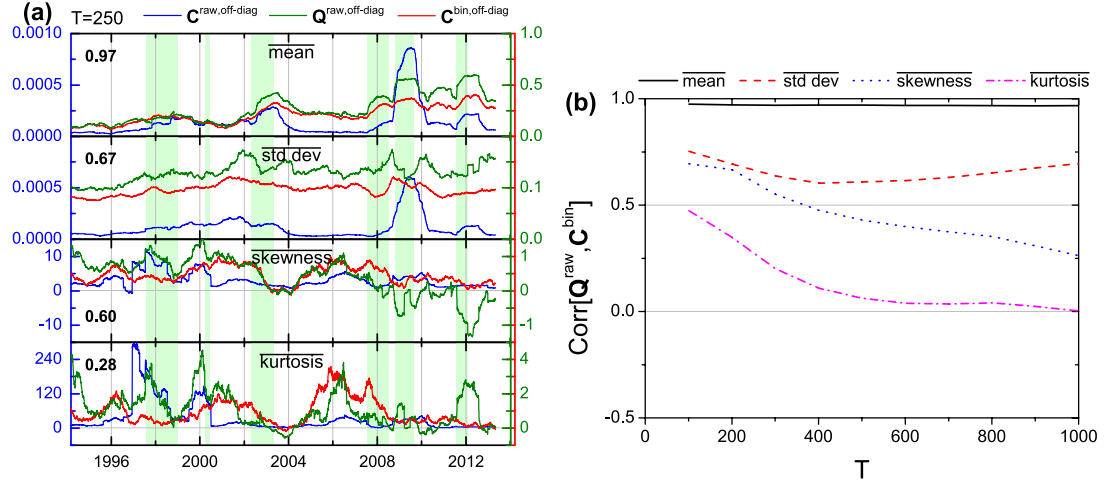 (a) T=250 C^raw,off-diag Q^raw,off-diag C^bin,off-diag
0.0010 0.97 mean 1.0
0.0005 0.5
0.0000 0.0
0.67 std dev
0.0005 0.1
0.0000 0.0
10 skewness 1
0 0
-10 0.60 -1
240 0.28 kurtosis 4
120 2
0 0
1996 2000 2004 2008 2012
(b) mean std dev skewness kurtosis
1.0
0.5
0.0
-0.5
Corr[Q^raw,C^bin]
0 200 400 600 800 1000
T